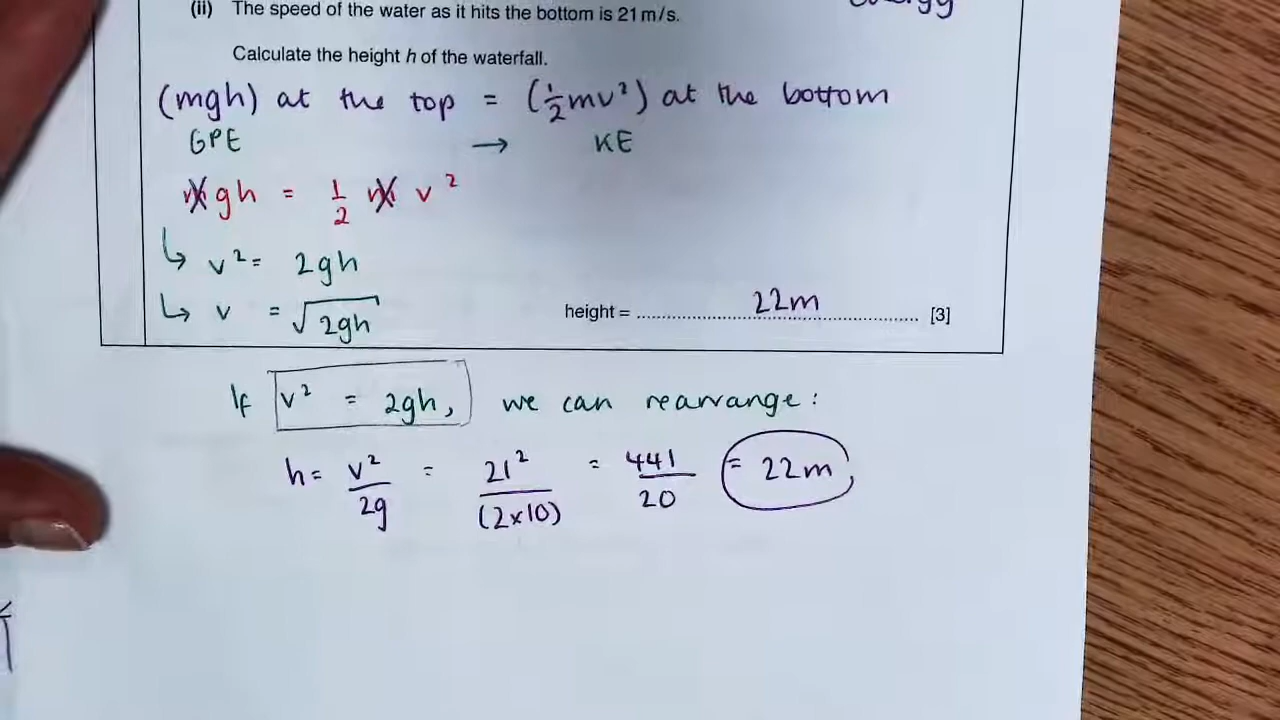 (ii) The speed of the water as it hits the bottom is 21 m/s.
Calculate the height h of the waterfall.
(mgh) at the top = (½mv²) at the bottom
GPE → KE
mgh = 1/2 m v²
↳ v² = 2gh
↳ v = √2gh
height = ........ 22m ........ [3]
If v² = 2gh, we can rearrange:
h = v²/2g = 21²/(2×10) = 441/20 = 22m